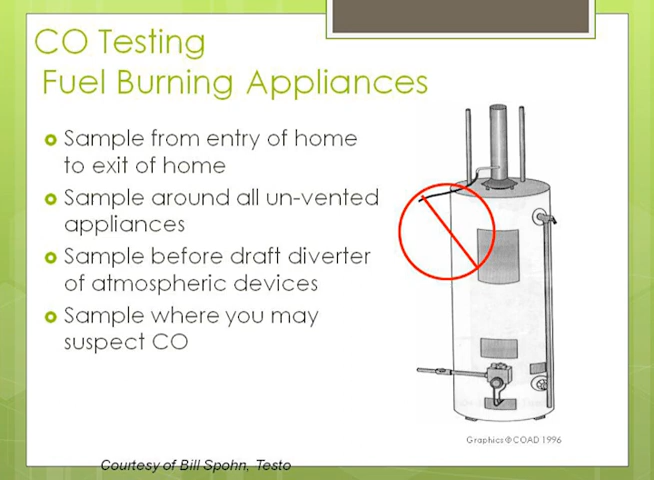 CO Testing
Fuel Burning Appliances
Sample from entry of home
to exit of home
Sample around all un-vented
appliances
Sample before draft diverter
of atmospheric devices
Sample where you may
suspect CO
Graphics©COAD 1996
Courtesy of Bill Spohn, Testo